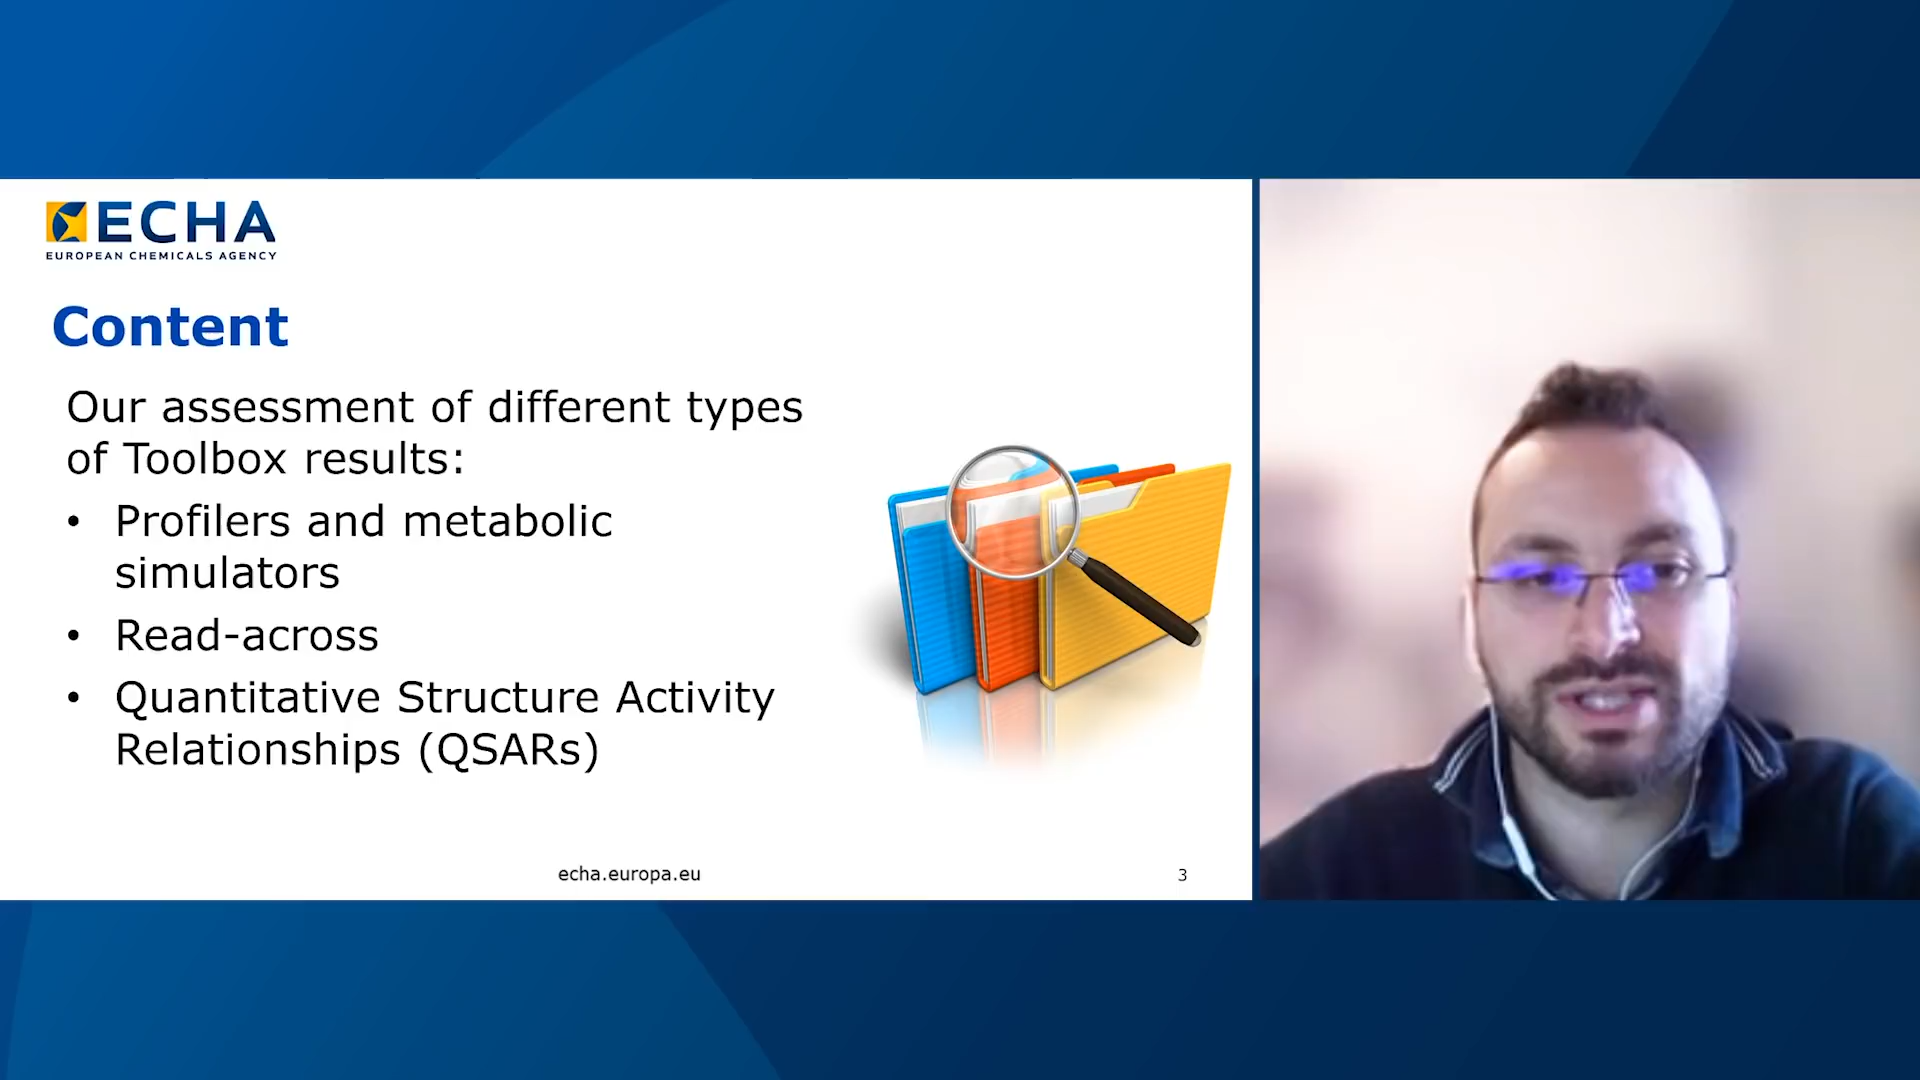 ECHA
EUROPEAN CHEMICALS AGENCY
Content
Our assessment of different types
of Toolbox results:
• Profilers and metabolic
simulators
• Read-across
• Quantitative Structure Activity
Relationships (QSARs)
echa.europa.eu
3